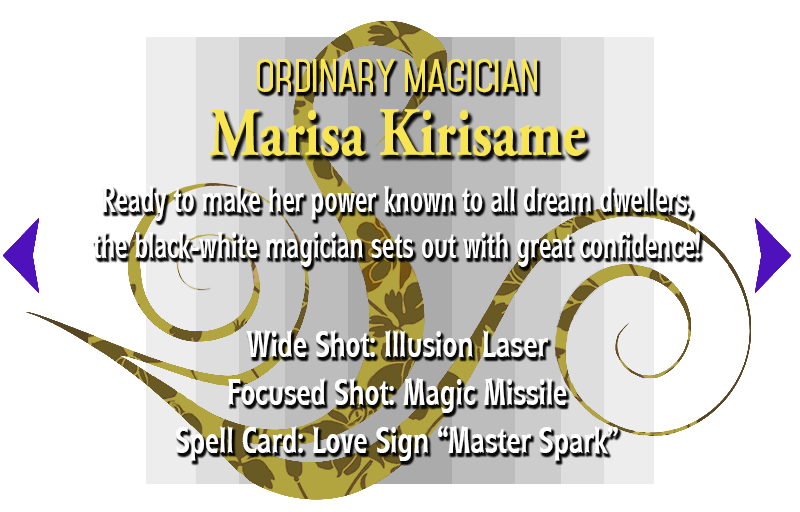 ORDINARY MAGICIAN
Marisa Kirisame
Ready to make her power known to all dream dwellers,
the black-white magician sets out with great confidence!
Wide Shot: Illusion Laser
Focused Shot: Magic Missile
Spell Card: Love Sign “Master Spark”